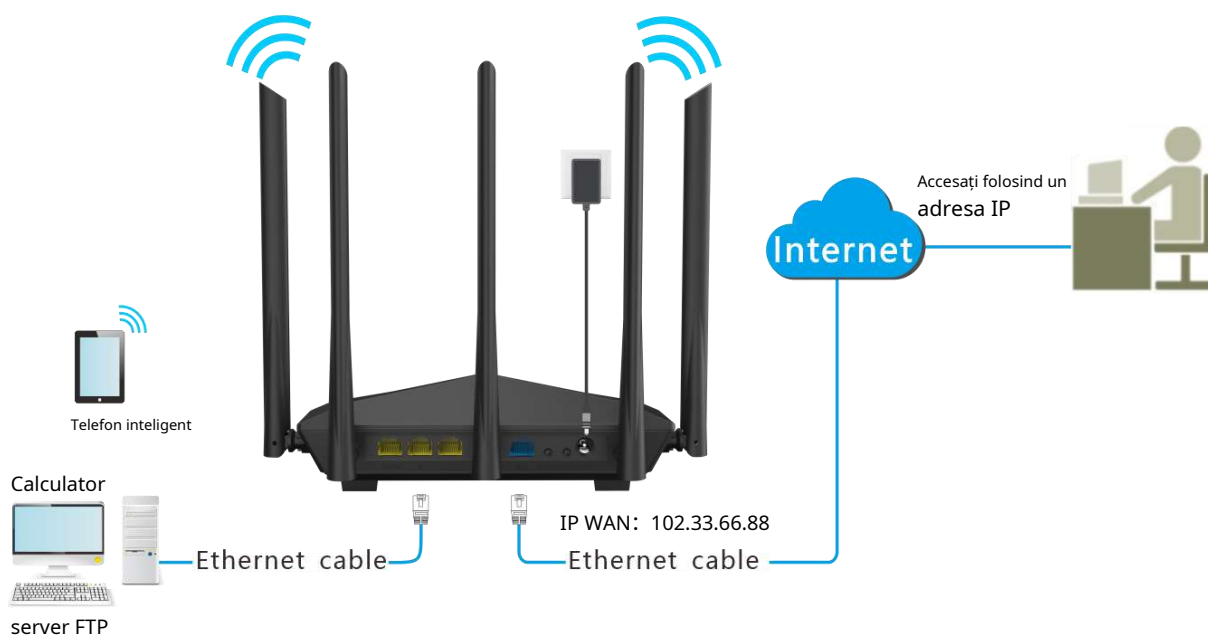 Accesați folosind un
adresa IP
Internet
Telefon inteligent
Calculator
IP WAN: 102.33.66.88
Ethernet cable
Ethernet cable
server FTP